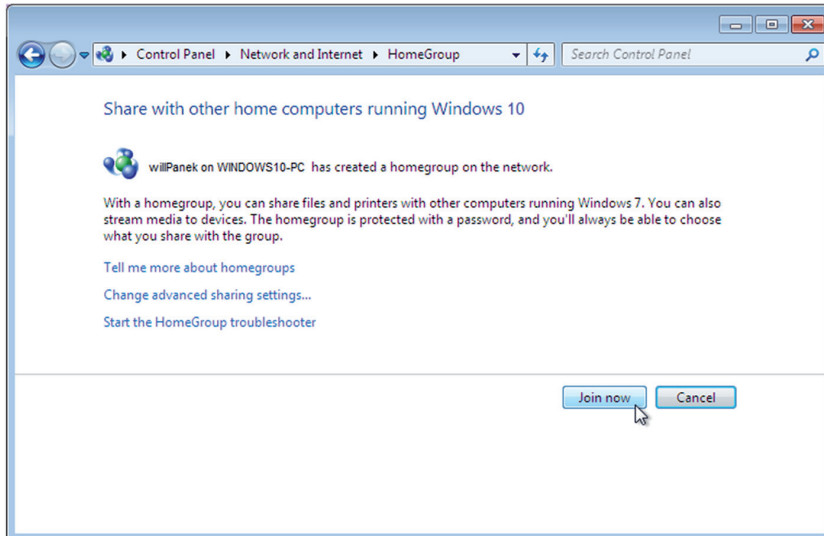 Control Panel ▸ Network and Internet ▸ HomeGroup
Search Control Panel
Share with other home computers running Windows 10
willPanek on WINDOWS10-PC has created a homegroup on the network.
With a homegroup, you can share files and printers with other computers running Windows 7. You can also
stream media to devices. The homegroup is protected with a password, and you'll always be able to choose
what you share with the group.
Tell me more about homegroups
Change advanced sharing settings...
Start the HomeGroup troubleshooter
Join now
Cancel